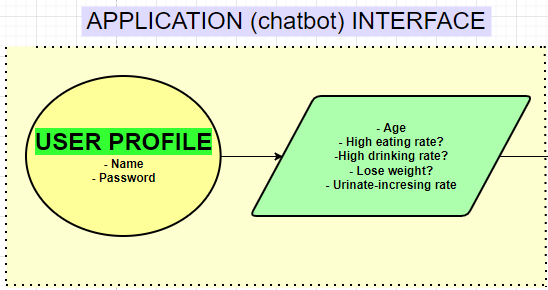 APPLICATION (chatbot) INTERFACE
USER PROFILE
- Name
- Password
- Age
- High eating rate?
-High drinking rate?
- Lose weight?
- Urinate-incresing rate